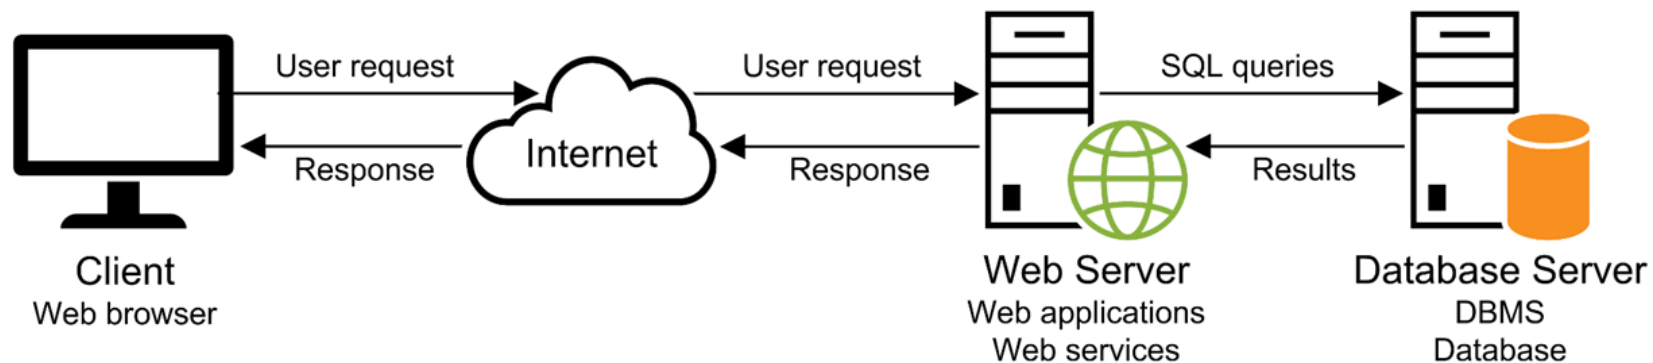 User request
User request
SQL queries
Internet
Response
Response
Results
Client
Web browser
Web Server
Web applications
Web services
Database Server
DBMS
Database